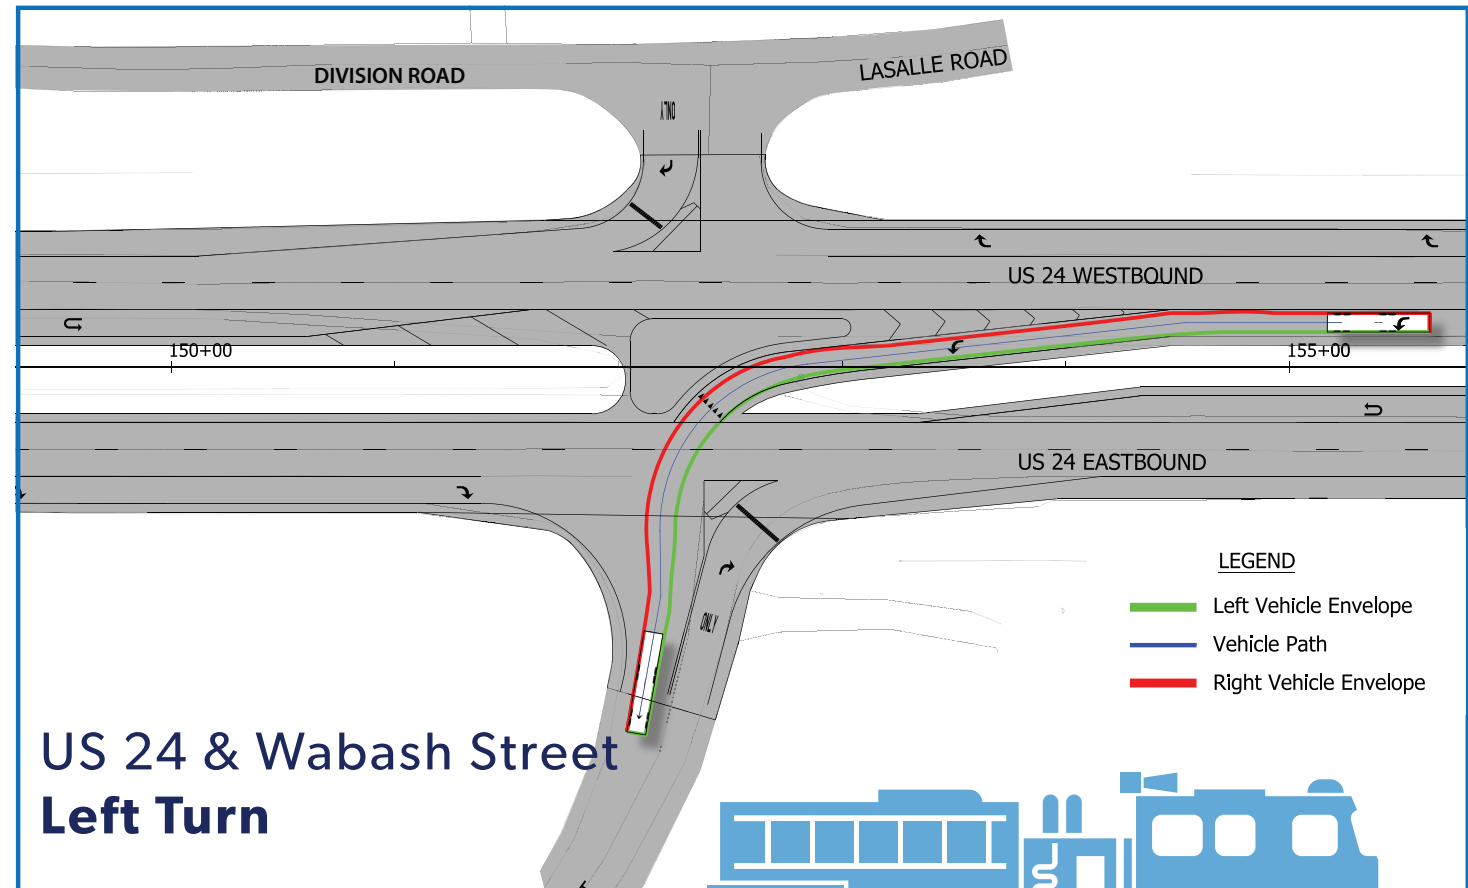 DIVISION ROAD
LASALLE ROAD
ONLY
US 24 WESTBOUND
150+00
155+00
US 24 EASTBOUND
ONLY
LEGEND
Left Vehicle Envelope
Vehicle Path
Right Vehicle Envelope
US 24 & Wabash Street
Left Turn